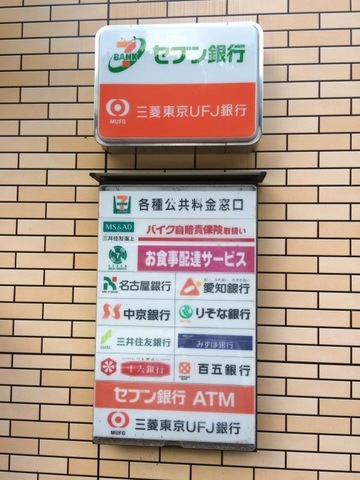 7
BANK
セブン銀行
MUFG
三菱東京UFJ銀行
各種公共料金窓口
MS&AD
三井住友海上
バイク自賠責保険取扱い
お食事配達サービス
名古屋銀行
愛知銀行
中京銀行
りそな銀行
SMBC
三井住友銀行
みずほ銀行
十六銀行
百五銀行
セブン銀行 ATM
MUFG
三菱東京UFJ銀行